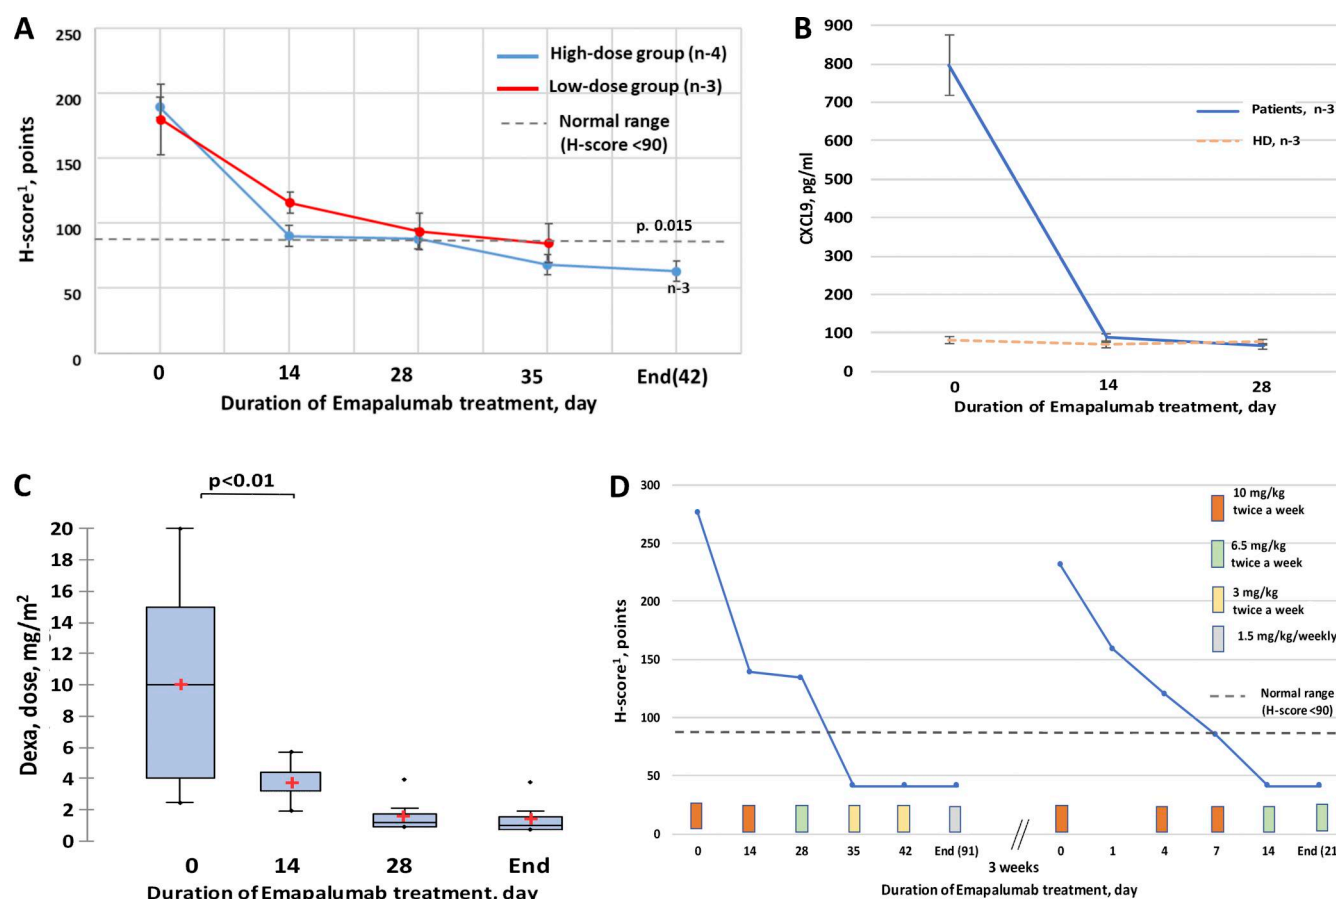 A
250
200
150
100
50
0
H-score1, points
High-dose group (n-4)
Low-dose group (n-3)
Normal range
(H-score <90)
p. 0.015
n-3
0 14 28 35 End(42)
Duration of Emapalumab treatment, day
B
900
800
700
600
500
400
300
200
100
0
CXCL9, pg/ml
Patients, n-3
HD, n-3
0 14 28
Duration of Emapalumab treatment, day
C
p<0.01
20
18
16
14
12
10
8
6
4
2
0
Dexa, dose, mg/m2
0 14 28 End
Duration of Emapalumab treatment, day
D
300
250
200
150
100
50
0
H-score1, points
10 mg/kg
twice a week
6.5 mg/kg
twice a week
3 mg/kg
twice a week
1.5 mg/kg/weekly
Normal range
(H-score <90)
0 14 28 35 42 End (91) 0 1 4 7 14 End (21
3 weeks
Duration of Emapalumab treatment, day